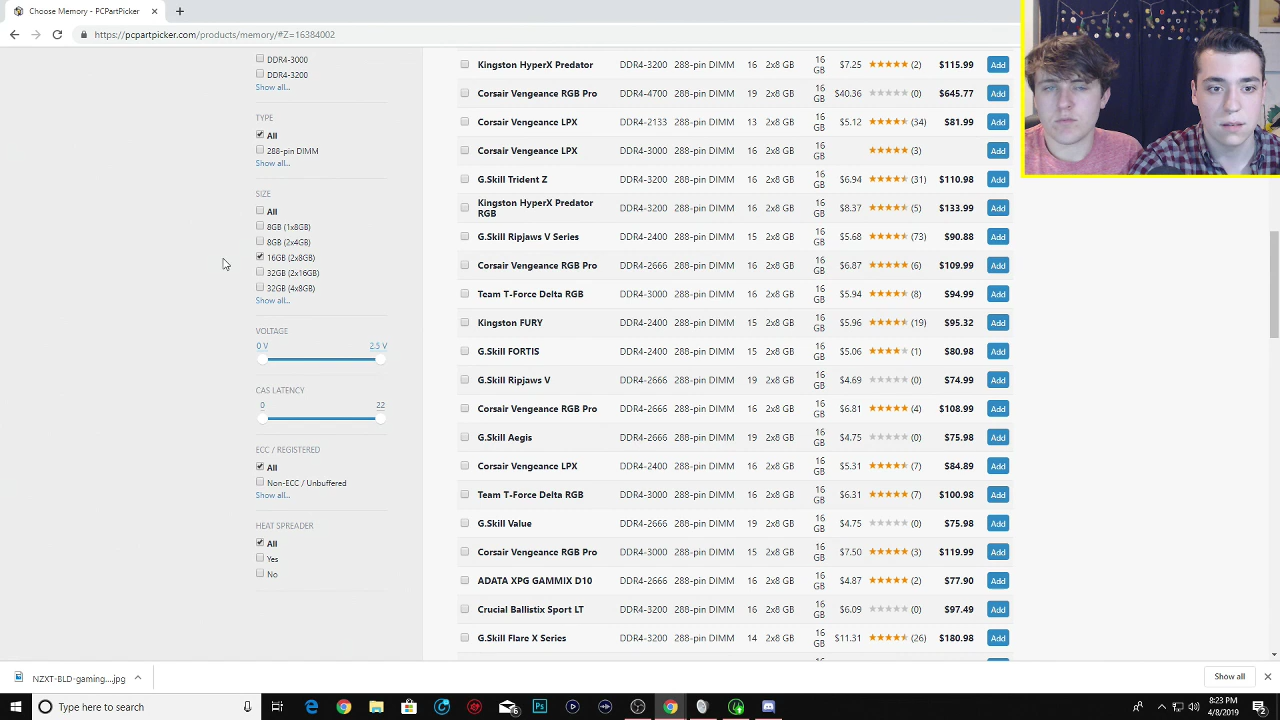 Choose Memory - PCPartPicker
https://pcpartpicker.com/products/memory/#Z=16384002
DDR4-3000
DDR4-3200
Show all...
TYPE
All
288-pin DIMM
Show all...
SIZE
All
8GB (1x8GB)
8GB (2x4GB)
16GB (2x8GB)
32GB (2x16GB)
32GB (4x8GB)
Show all...
VOLTAGE
0 V 2.5 V
CAS LATENCY
0 22
ECC / REGISTERED
All
Non-ECC / Unbuffered
Show all...
HEAT SPREADER
All
Yes
No
Kingston HyperX Predator DDR4-3200 288-pin DIMM 16 2x8 GB 16 GB $7.25 (2) $115.99 Add
Corsair Vengeance RGB Pro DDR4-4700 288-pin DIMM 19 2x8 GB 16 GB $40.36 (0) $645.77 Add
Corsair Vengeance LPX DDR4-2133 288-pin DIMM 13 2x8 GB 16 GB $5.12 (34) $81.99 Add
Corsair Vengeance LPX DDR4-3000 288-pin DIMM 16 2x8 GB 16 GB (3) Add
G.Skill Trident Z DDR4-3200 288-pin DIMM 16 2x8 GB 16 GB $6.94 (31) $110.98 Add
Kingston HyperX Predator RGB DDR4-3200 288-pin DIMM 16 2x8 GB 16 GB $8.37 (5) $133.99 Add
G.Skill Ripjaws V Series DDR4-2400 288-pin DIMM 15 2x8 GB 16 GB $5.68 (73) $90.88 Add
Corsair Vengeance RGB Pro DDR4-2666 288-pin DIMM 16 2x8 GB 16 GB $6.87 (6) $109.99 Add
Team T-Force Delta RGB DDR4-3000 288-pin DIMM 16 2x8 GB 16 GB $5.94 (8) $94.99 Add
Kingston FURY DDR4-2400 288-pin DIMM 15 2x8 GB 16 GB $5.96 (19) $95.32 Add
G.Skill FORTIS DDR4-2400 288-pin DIMM 15 2x8 GB 16 GB $5.06 (1) $80.98 Add
G.Skill Ripjaws V DDR4-2666 288-pin DIMM 19 2x8 GB 16 GB $4.69 (0) $74.99 Add
Corsair Vengeance RGB Pro DDR4-2666 288-pin DIMM 16 2x8 GB 16 GB $6.81 (4) $108.99 Add
G.Skill Aegis DDR4-2666 288-pin DIMM 19 2x8 GB 16 GB $4.75 (0) $75.98 Add
Corsair Vengeance LPX DDR4-2400 288-pin DIMM 16 2x8 GB 16 GB $5.31 (7) $84.89 Add
Team T-Force Delta RGB DDR4-3000 288-pin DIMM 16 2x8 GB 16 GB $6.31 (7) $100.98 Add
G.Skill Value DDR4-2666 288-pin DIMM 19 2x8 GB 16 GB $4.75 (0) $75.98 Add
Corsair Vengeance RGB Pro DDR4-3000 288-pin DIMM 15 2x8 GB 16 GB $7.50 (3) $119.99 Add
ADATA XPG GAMMIX D10 DDR4-2666 288-pin DIMM 16 2x8 GB 16 GB $4.87 (2) $77.90 Add
Crucial Ballistix Sport LT DDR4-3200 288-pin DIMM 16 2x8 GB 16 GB $6.09 (0) $97.49 Add
G.Skill Flare X Series DDR4-3200 288-pin DIMM 14 2x8 GB 16 GB $11.31 (26) $180.98 Add
NZXT-BLD-gaming....jpg
Show all
Type here to search
8:23 PM
4/8/2019